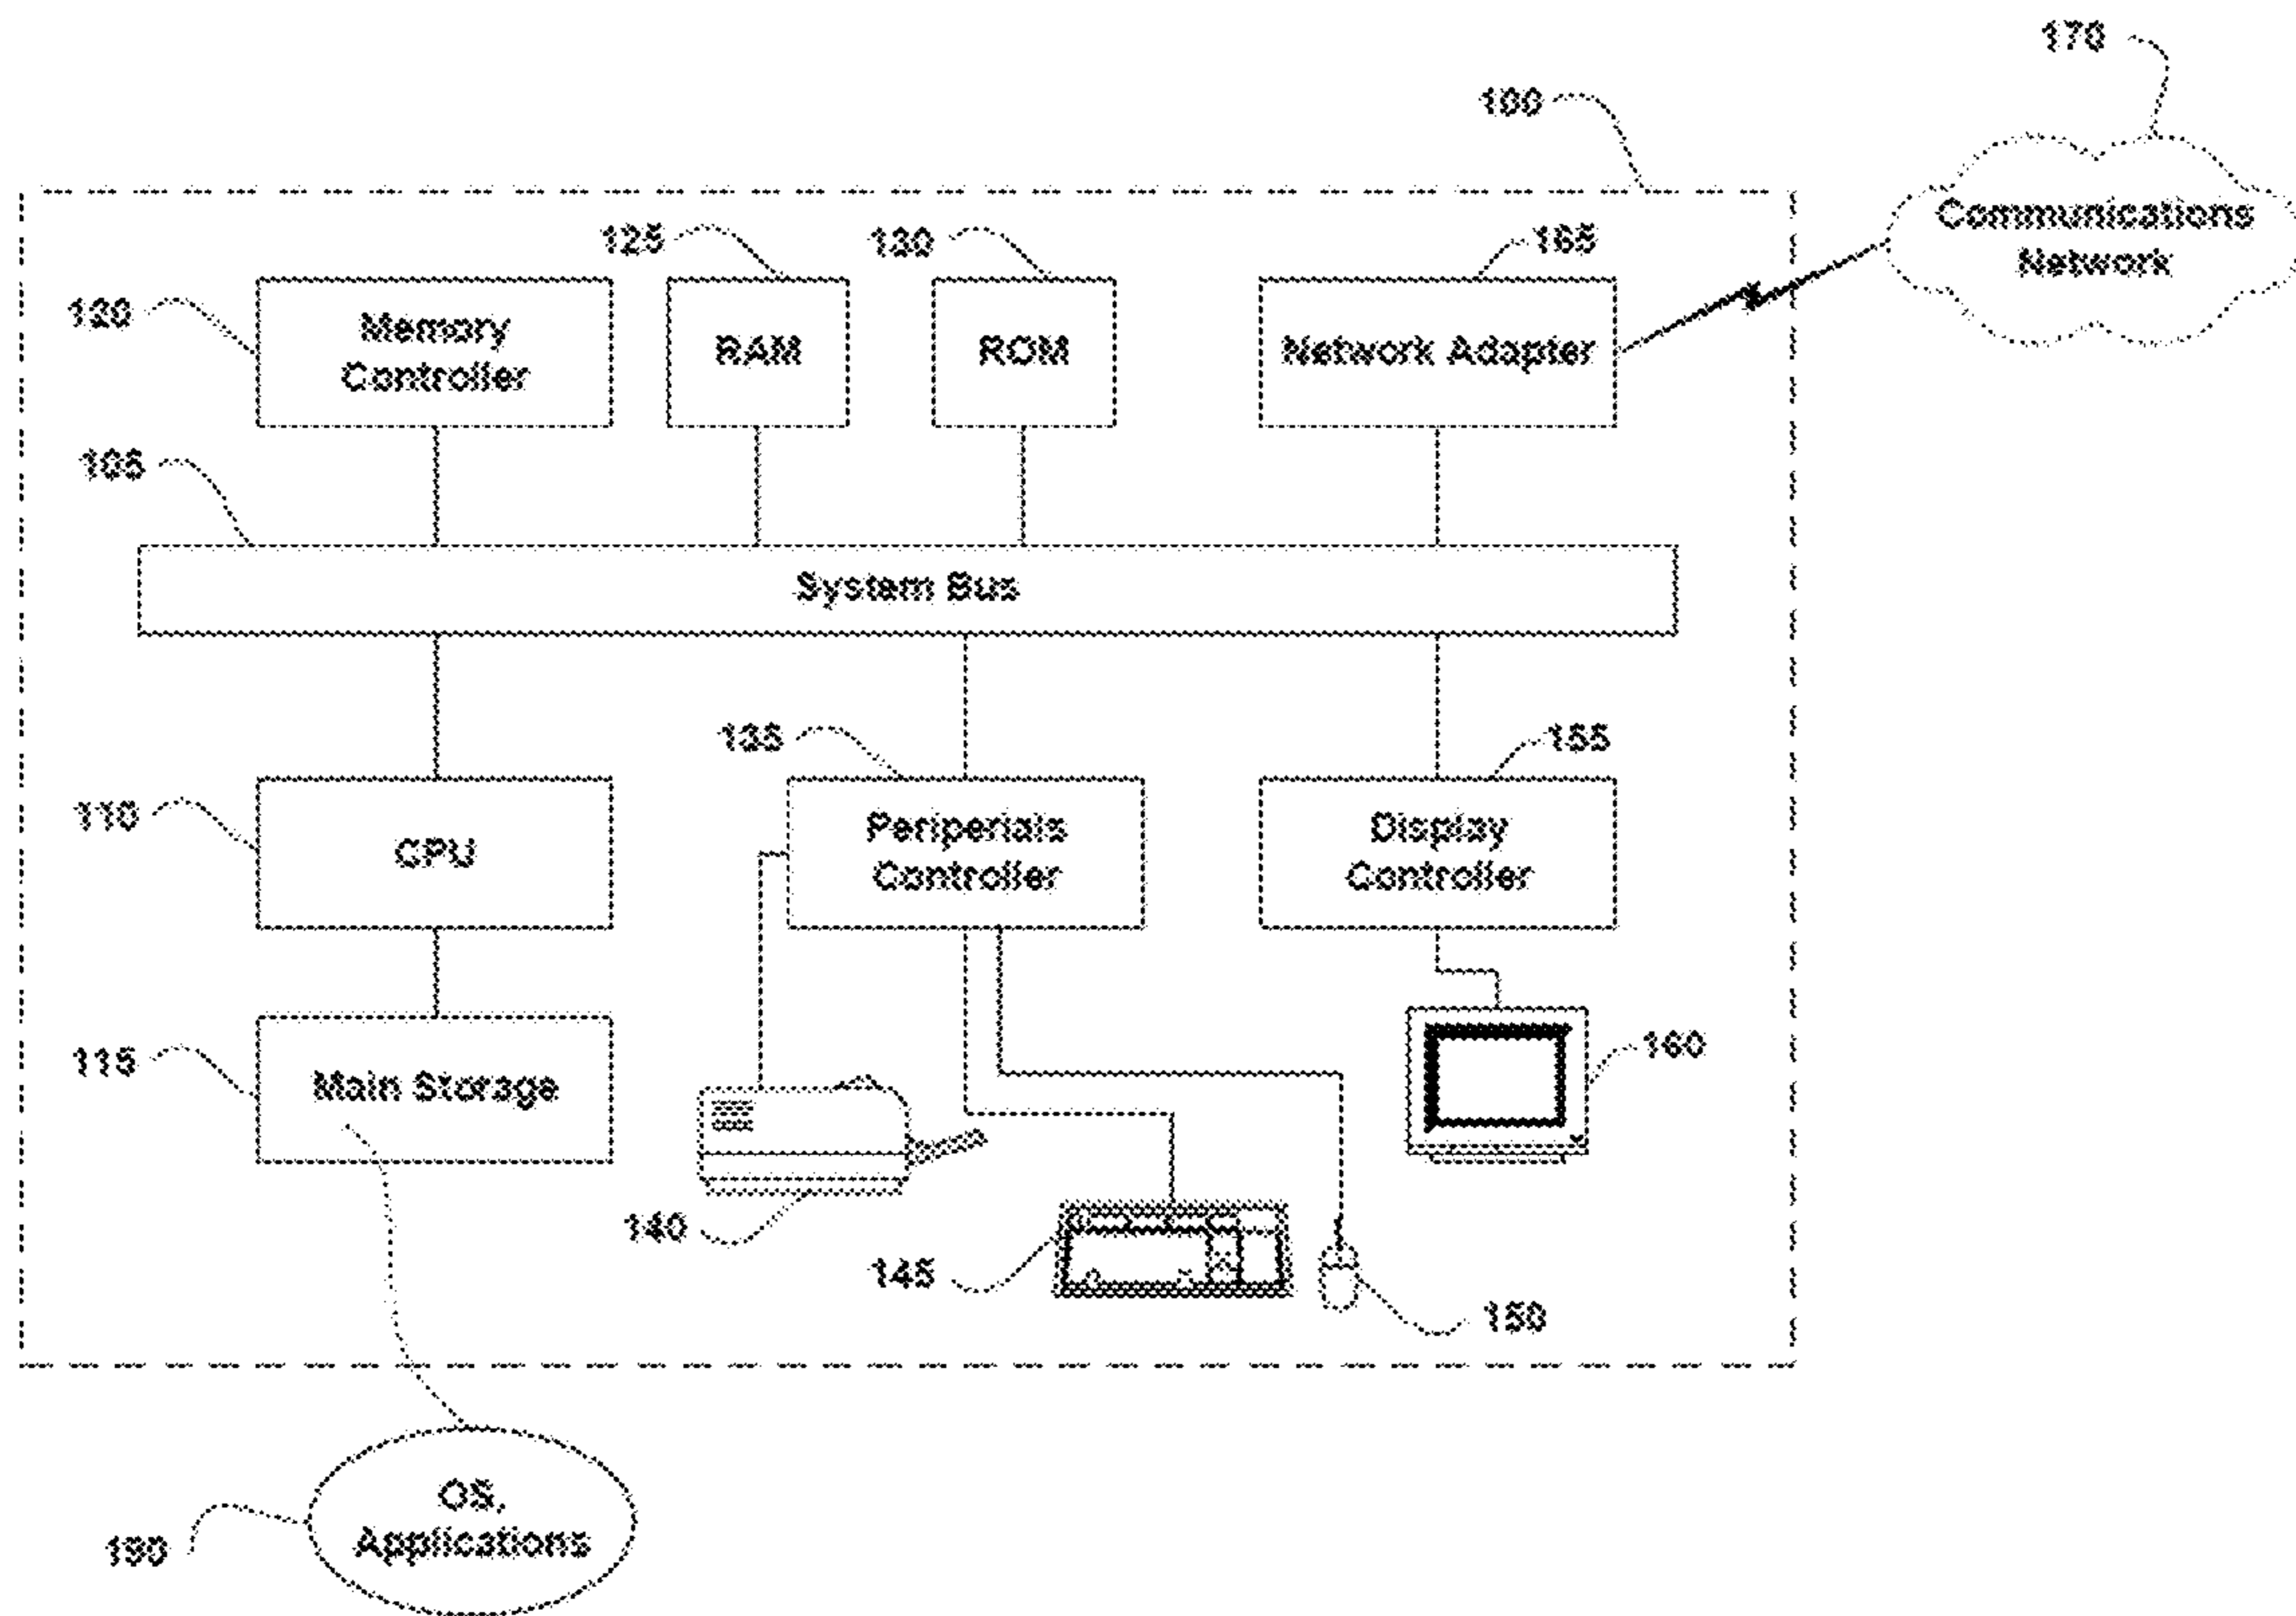 170
100
Communications
Network
125
130
165
120
Memory
Controller
RAM
ROM
Network Adapter
105
System Bus
135
155
110
CPU
Periperials
Controller
Display
Controller
115
Main Storage
160
140
145
150
OS,
Applications
190